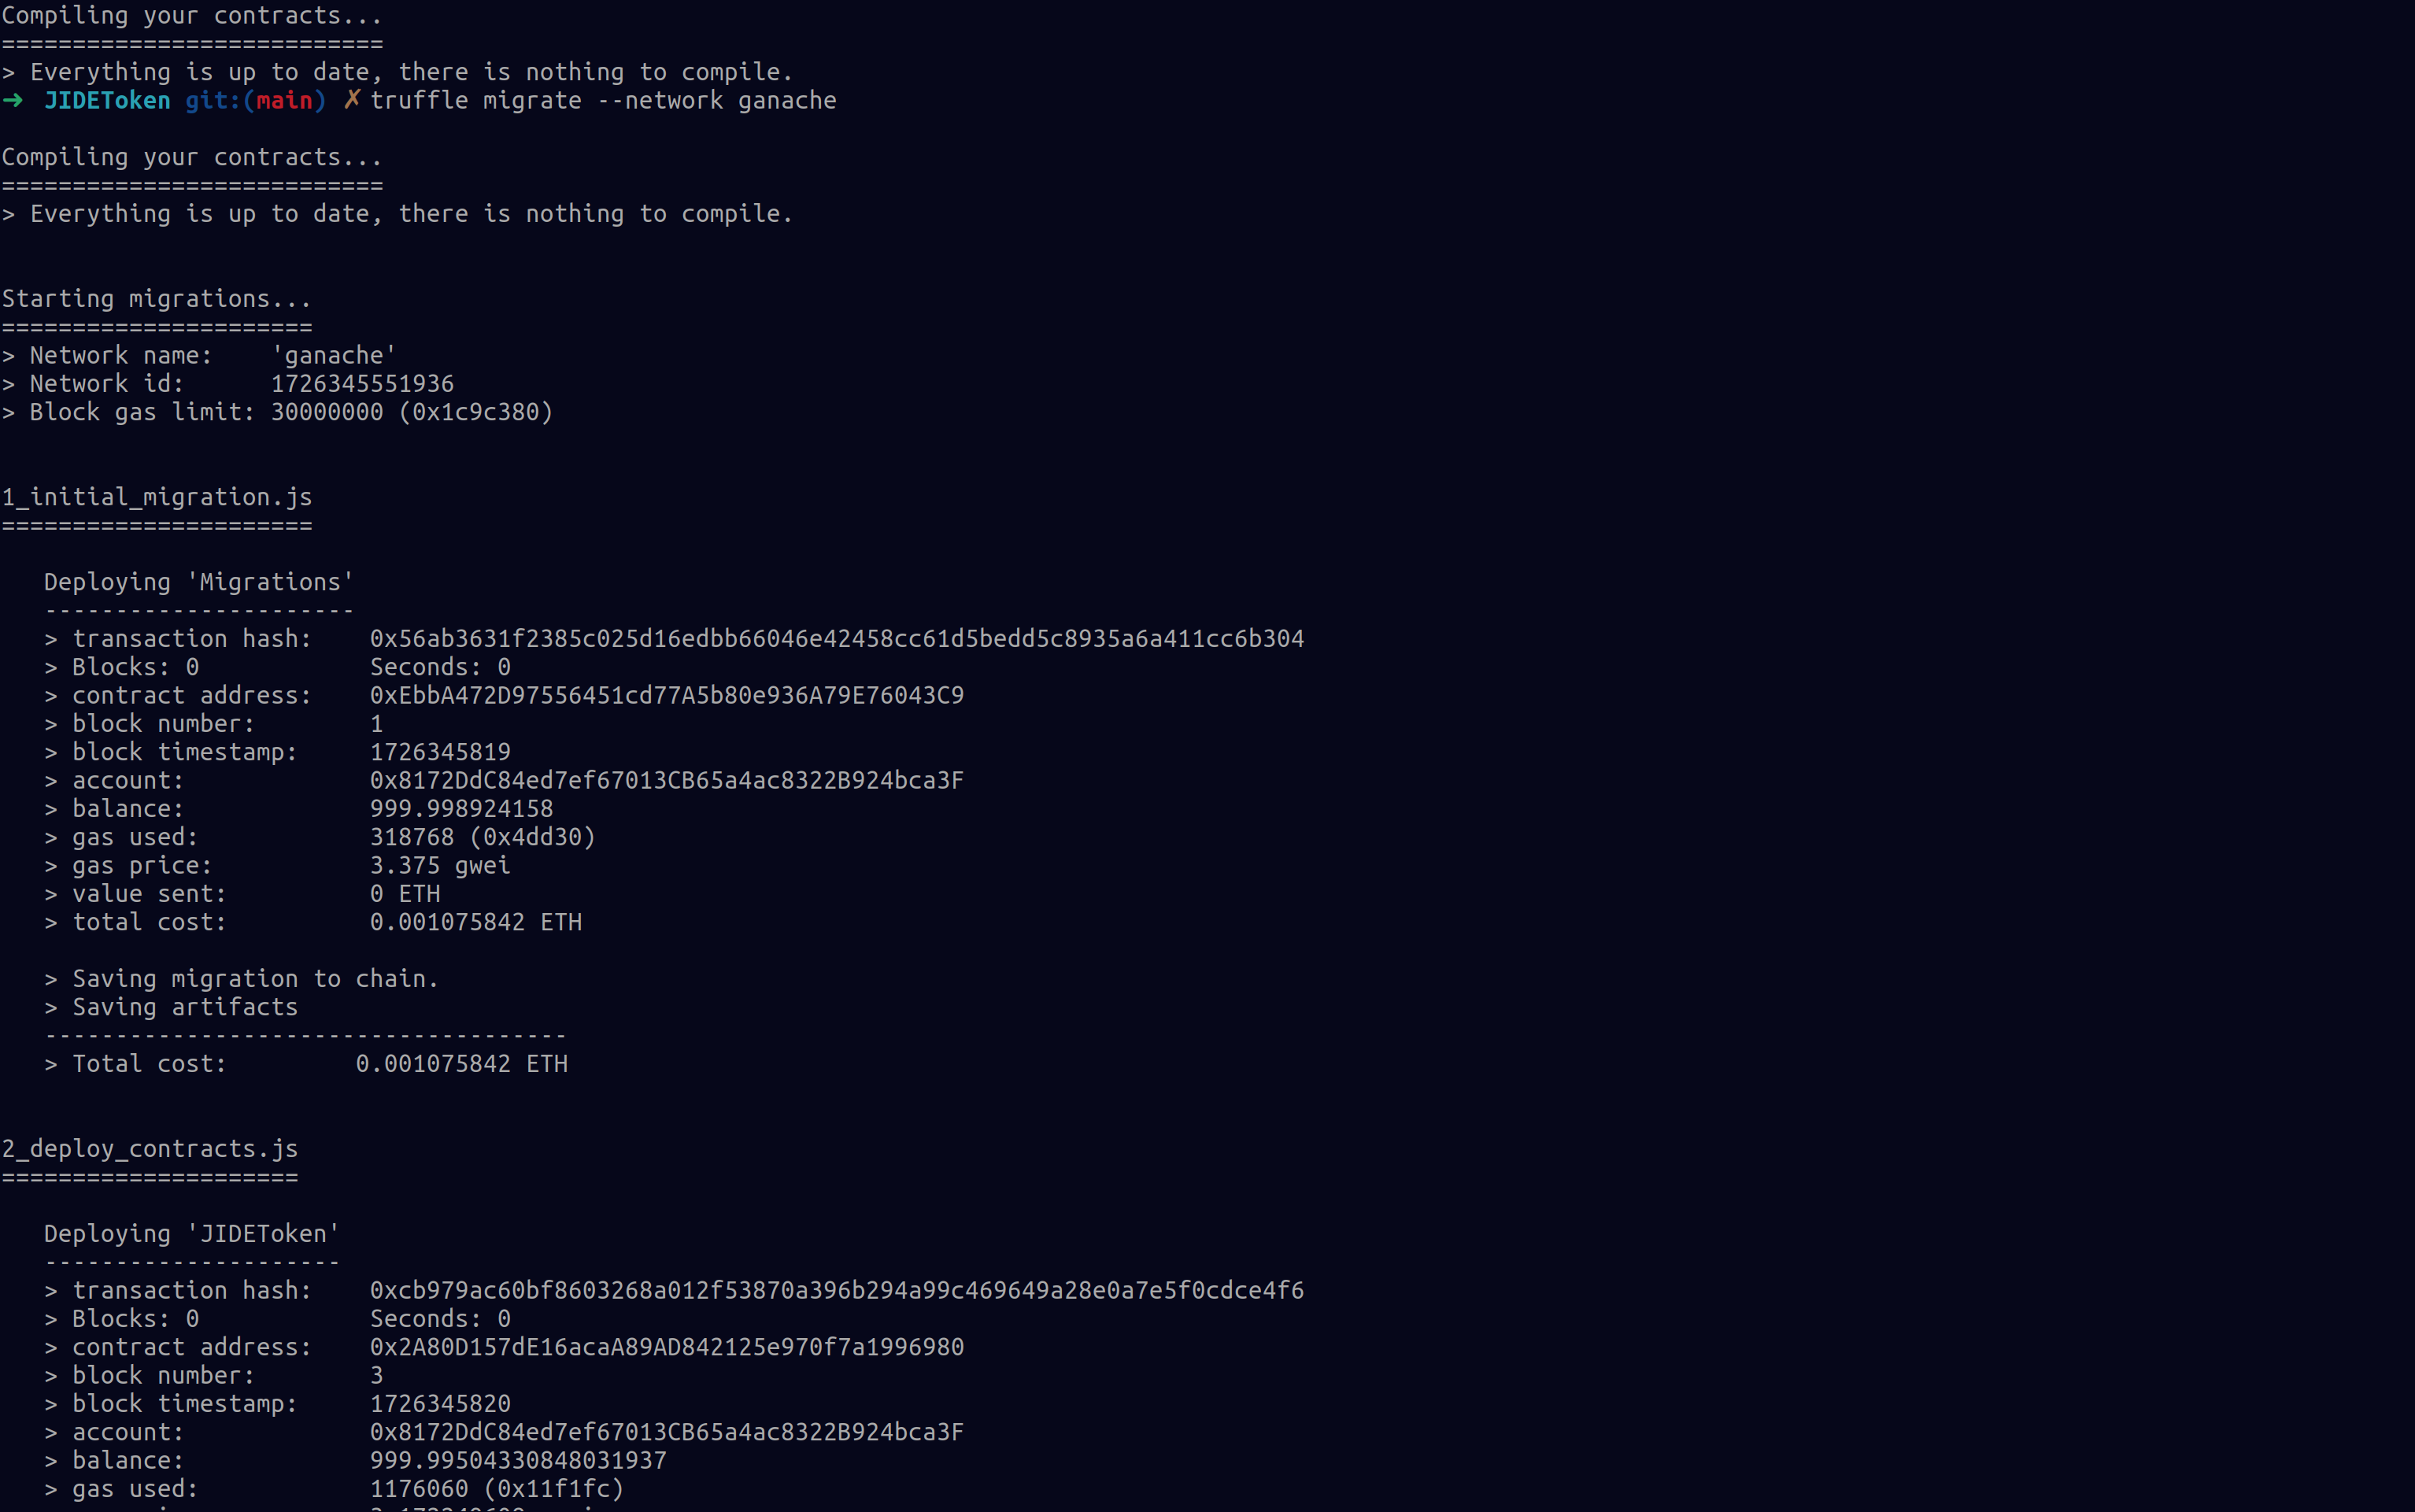 Compiling your contracts...
===========================
> Everything is up to date, there is nothing to compile.
➜  JIDEToken git:(main) ✗ truffle migrate --network ganache

Compiling your contracts...
===========================
> Everything is up to date, there is nothing to compile.


Starting migrations...
======================
> Network name:    'ganache'
> Network id:      1726345551936
> Block gas limit: 30000000 (0x1c9c380)


1_initial_migration.js
======================

   Deploying 'Migrations'
   ----------------------
   > transaction hash:    0x56ab3631f2385c025d16edbb66046e42458cc61d5bedd5c8935a6a411cc6b304
   > Blocks: 0            Seconds: 0
   > contract address:    0xEbbA472D97556451cd77A5b80e936A79E76043C9
   > block number:        1
   > block timestamp:     1726345819
   > account:             0x8172DdC84ed7ef67013CB65a4ac8322B924bca3F
   > balance:             999.998924158
   > gas used:            318768 (0x4dd30)
   > gas price:           3.375 gwei
   > value sent:          0 ETH
   > total cost:          0.001075842 ETH

   > Saving migration to chain.
   > Saving artifacts
   -------------------------------------
   > Total cost:         0.001075842 ETH


2_deploy_contracts.js
=====================

   Deploying 'JIDEToken'
   ---------------------
   > transaction hash:    0xcb979ac60bf8603268a012f53870a396b294a99c469649a28e0a7e5f0cdce4f6
   > Blocks: 0            Seconds: 0
   > contract address:    0x2A80D157dE16acaA89AD842125e970f7a1996980
   > block number:        3
   > block timestamp:     1726345820
   > account:             0x8172DdC84ed7ef67013CB65a4ac8322B924bca3F
   > balance:             999.99504330848031937
   > gas used:            1176060 (0x11f1fc)